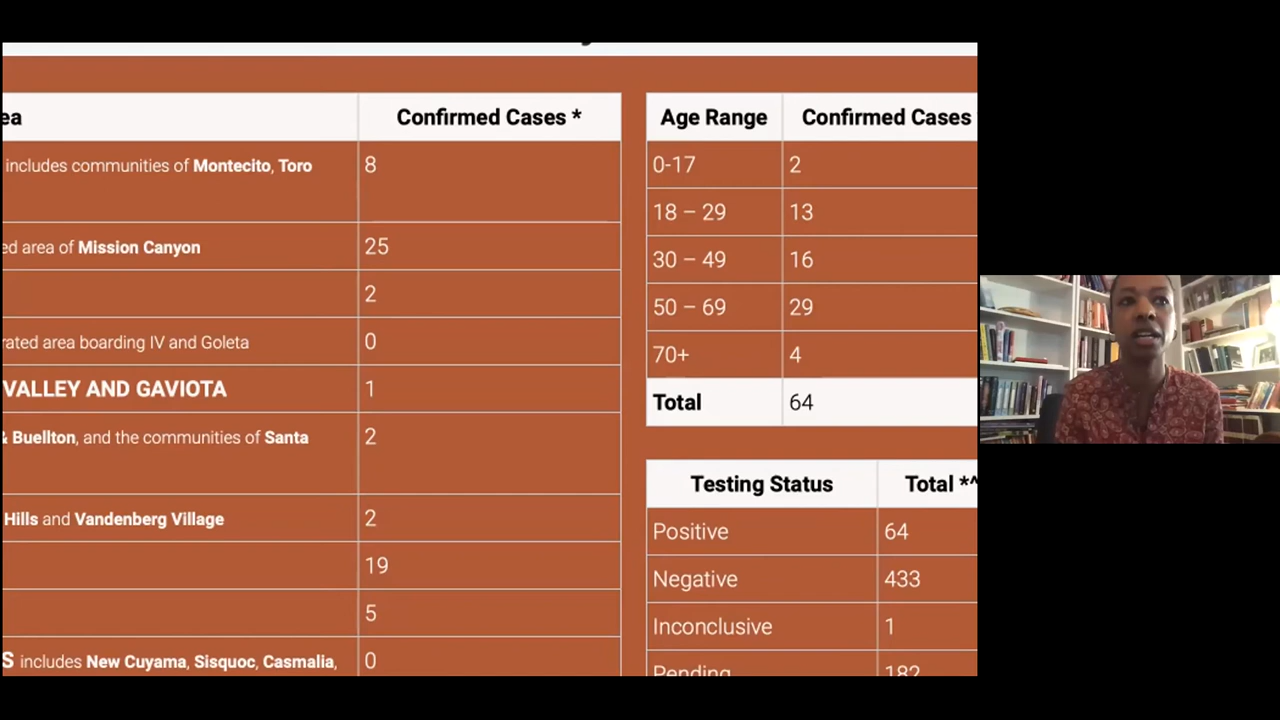 ea Confirmed Cases *
includes communities of Montecito, Toro 8
ed area of Mission Canyon 25
2
rated area boarding IV and Goleta 0
VALLEY AND GAVIOTA 1
& Buellton, and the communities of Santa 2
Hills and Vandenberg Village 2
19
5
S includes New Cuyama, Sisquoc, Casmalia, 0
Age Range Confirmed Cases
0-17 2
18 – 29 13
30 – 49 16
50 – 69 29
70+ 4
Total 64
Testing Status Total *^
Positive 64
Negative 433
Inconclusive 1
Pending 182